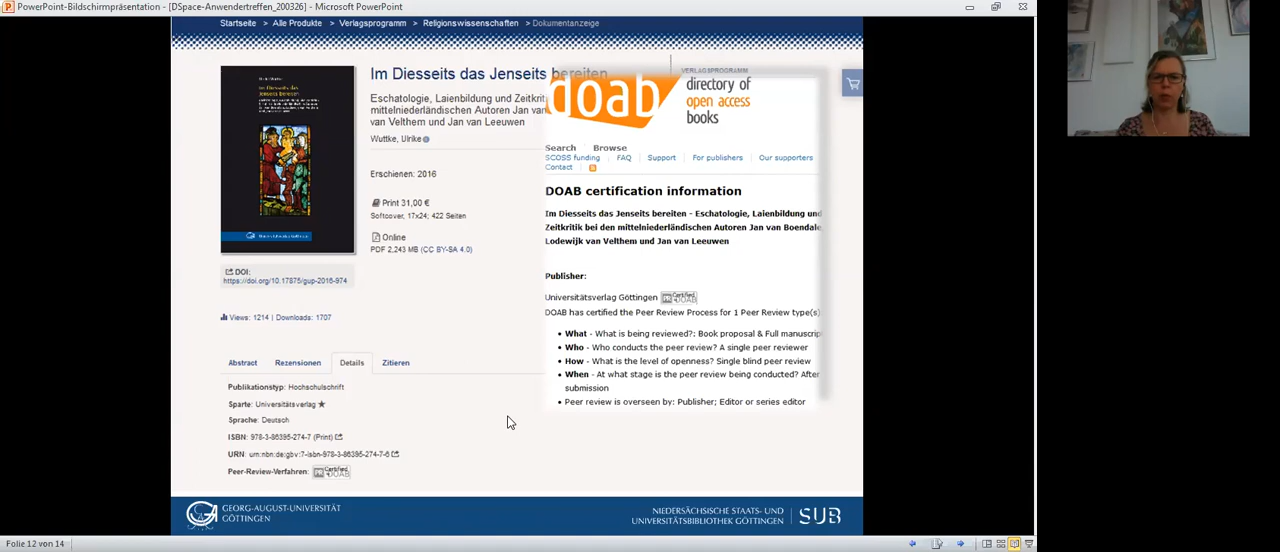 PowerPoint-Bildschirmpräsentation - [DSpace-Anwendertreffen_200326] - Microsoft PowerPoint
Startseite > Alle Produkte > Verlagsprogramm > Religionswissenschaften > Dokumentanzeige
Im Diesseits das Jenseits bereiten
Eschatologie, Laienbildung und Zeitkrit
mittelniederländischen Autoren Jan van
van Velthem und Jan van Leeuwen
Wuttke, Ulrike
Erschienen: 2016
Print 31,00 €
Softcover, 17x24; 422 Seiten
Online
PDF 2,243 MB (CC BY-SA 4.0)
Im Diesseits das
Jenseits bereiten
DOI:
https://doi.org/10.17875/gup-2016-974
Views: 1214 | Downloads: 1707
Abstract Rezensionen Details Zitieren
Publikationstyp: Hochschulschrift
Sparte: Universitätsverlag
Sprache: Deutsch
ISBN: 978-3-86395-274-7 (Print)
URN: urn:nbn:de:gbv:7-isbn-978-3-86395-274-7-6
Peer-Review-Verfahren: Certified DOAB
VERLAGSPROGRAMM
doab directory of
open access
books
Search Browse
SCOSS funding FAQ Support For publishers Our supporters
Contact
DOAB certification information
Im Diesseits das Jenseits bereiten - Eschatologie, Laienbildung und
Zeitkritik bei den mittelniederländischen Autoren Jan van Boendale,
Lodewijk van Velthem und Jan van Leeuwen
Publisher:
Universitätsverlag Göttingen Certified DOAB
DOAB has certified the Peer Review Process for 1 Peer Review type(s)
What - What is being reviewed?: Book proposal & Full manuscrip
Who - Who conducts the peer review? A single peer reviewer
How - What is the level of openness? Single blind peer review
When - At what stage is the peer review being conducted? After
submission
Peer review is overseen by: Publisher; Editor or series editor
GEORG-AUGUST-UNIVERSITÄT
GÖTTINGEN
NIEDERSÄCHSISCHE STAATS- UND
UNIVERSITÄTSBIBLIOTHEK GÖTTINGEN
SUB
Folie 12 von 14